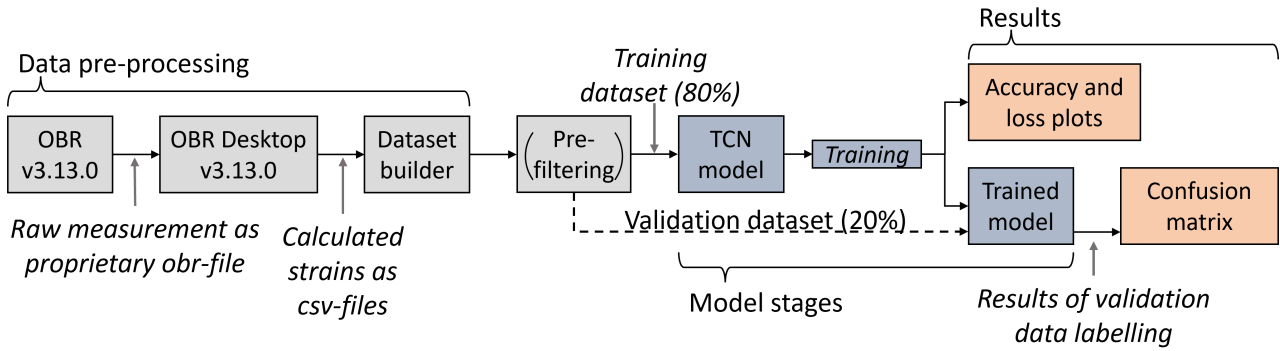 Results
Data pre-processing
Training
dataset (80%)
Accuracy and
loss plots
OBR
v3.13.0
OBR Desktop
v3.13.0
Dataset
builder
(Pre-
filtering)
TCN
model
Training
Trained
model
Confusion
matrix
Raw measurement as
proprietary obr-file
Calculated
strains as
csv-files
Validation dataset (20%)
Model stages
Results of validation
data labelling